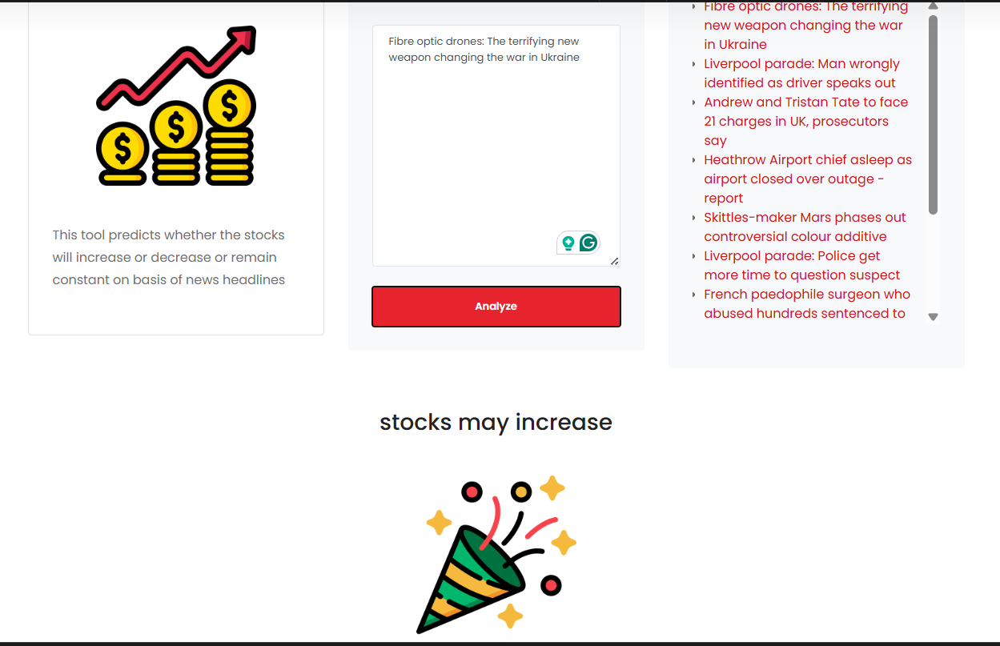 This tool predicts whether the stocks
will increase or decrease or remain
constant on basis of news headlines
Fibre optic drones: The terrifying new
weapon changing the war in Ukraine
Analyze
Fibre optic drones: The terrifying
new weapon changing the war
in Ukraine
Liverpool parade: Man wrongly
identified as driver speaks out
Andrew and Tristan Tate to face
21 charges in UK, prosecutors
say
Heathrow Airport chief asleep as
airport closed over outage -
report
Skittles-maker Mars phases out
controversial colour additive
Liverpool parade: Police get
more time to question suspect
French paedophile surgeon who
abused hundreds sentenced to
stocks may increase